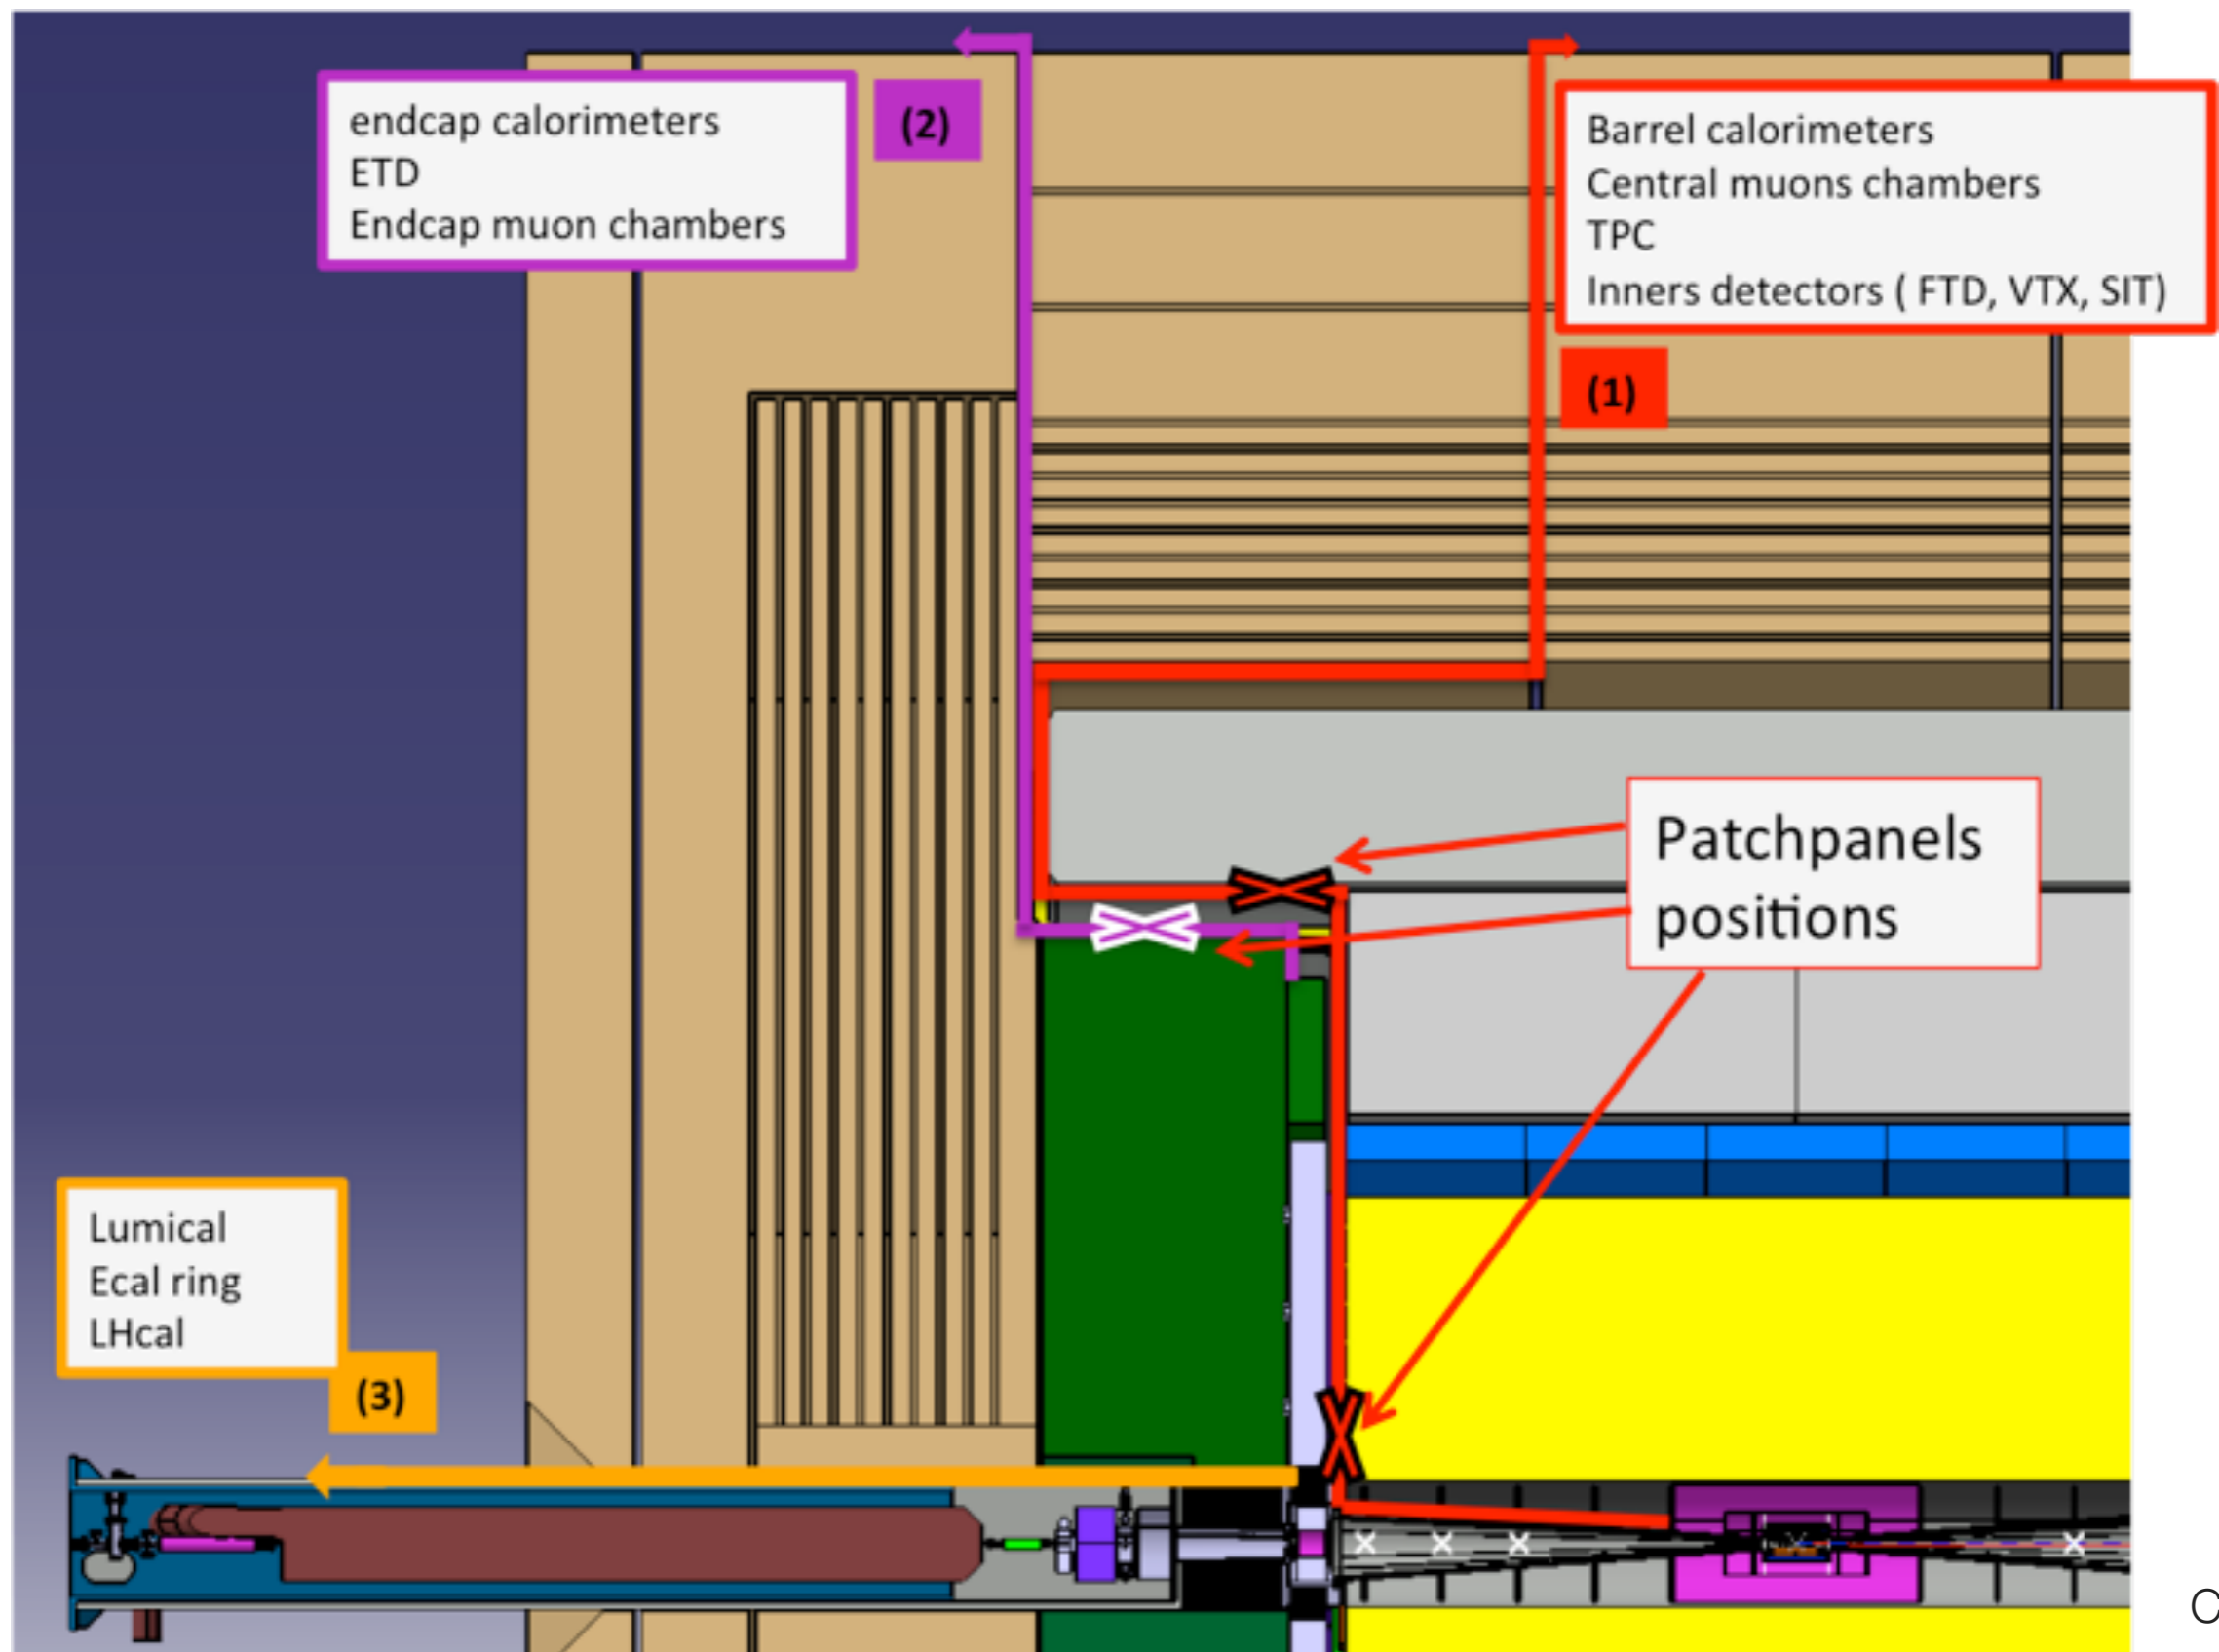 endcap calorimeters
ETD
Endcap muon chambers
(2)
Barrel calorimeters
Central muons chambers
TPC
Inners detectors ( FTD, VTX, SIT)
(1)
Patchpanels
positions
Lumical
Ecal ring
LHcal
(3)